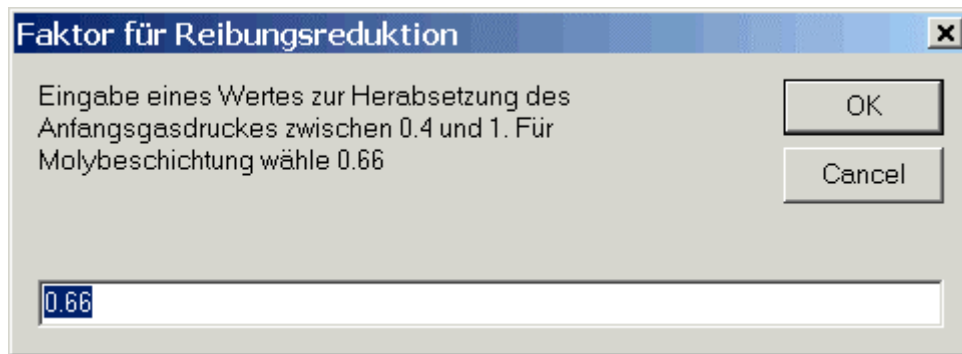 Faktor für Reibungsreduktion
Eingabe eines Wertes zur Herabsetzung des
Anfangsgasdruckes zwischen 0.4 und 1. Für
Molybeschichtung wähle 0.66
OK
Cancel
0.66